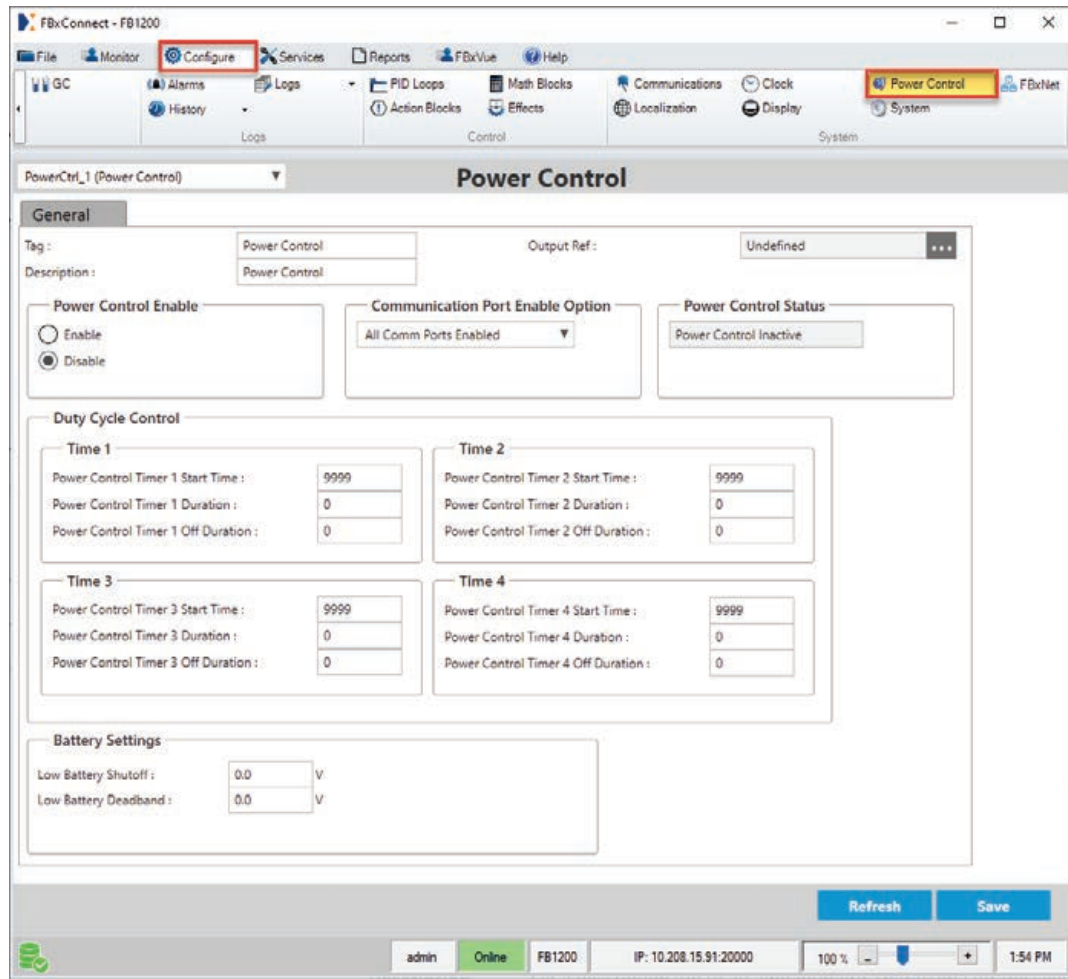 FBxConnect - FB1200
File Monitor Configure Services Reports FBxVue Help
GC Alarms Logs PID Loops Math Blocks Communications Clock Power Control FBxNet
History Action Blocks Effects Localization Display System
Logs Control System
PowerCtrl_1 (Power Control) Power Control
General
Tag : Power Control Output Ref : Undefined ...
Description : Power Control
Power Control Enable Communication Port Enable Option Power Control Status
Enable All Comm Ports Enabled Power Control Inactive
Disable
Duty Cycle Control
Time 1 Time 2
Power Control Timer 1 Start Time : 9999 Power Control Timer 2 Start Time : 9999
Power Control Timer 1 Duration : 0 Power Control Timer 2 Duration : 0
Power Control Timer 1 Off Duration : 0 Power Control Timer 2 Off Duration : 0
Time 3 Time 4
Power Control Timer 3 Start Time : 9999 Power Control Timer 4 Start Time : 9999
Power Control Timer 3 Duration : 0 Power Control Timer 4 Duration : 0
Power Control Timer 3 Off Duration : 0 Power Control Timer 4 Off Duration : 0
Battery Settings
Low Battery Shutoff : 0.0 V
Low Battery Deadband : 0.0 V
Refresh Save
admin Online FB1200 IP: 10.208.15.91:20000 100 % - + 1:54 PM